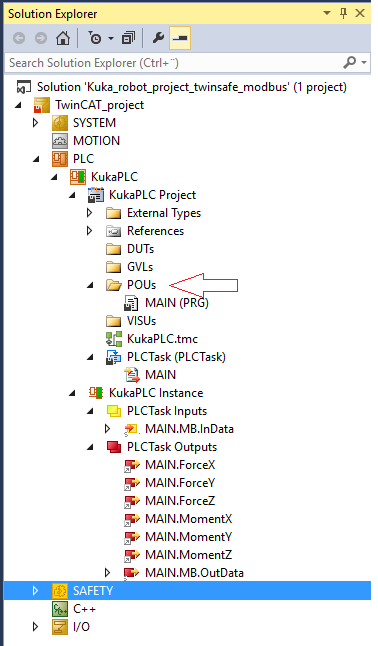 Solution Explorer
Search Solution Explorer (Ctrl+¨)
Solution 'Kuka_robot_project_twinsafe_modbus' (1 project)
TwinCAT_project
SYSTEM
MOTION
PLC
KukaPLC
KukaPLC Project
External Types
References
DUTs
GVLs
POUs
MAIN (PRG)
VISUs
KukaPLC.tmc
PLCTask (PLCTask)
MAIN
KukaPLC Instance
PLCTask Inputs
MAIN.MB.InData
PLCTask Outputs
MAIN.ForceX
MAIN.ForceY
MAIN.ForceZ
MAIN.MomentX
MAIN.MomentY
MAIN.MomentZ
MAIN.MB.OutData
SAFETY
C++
I/O